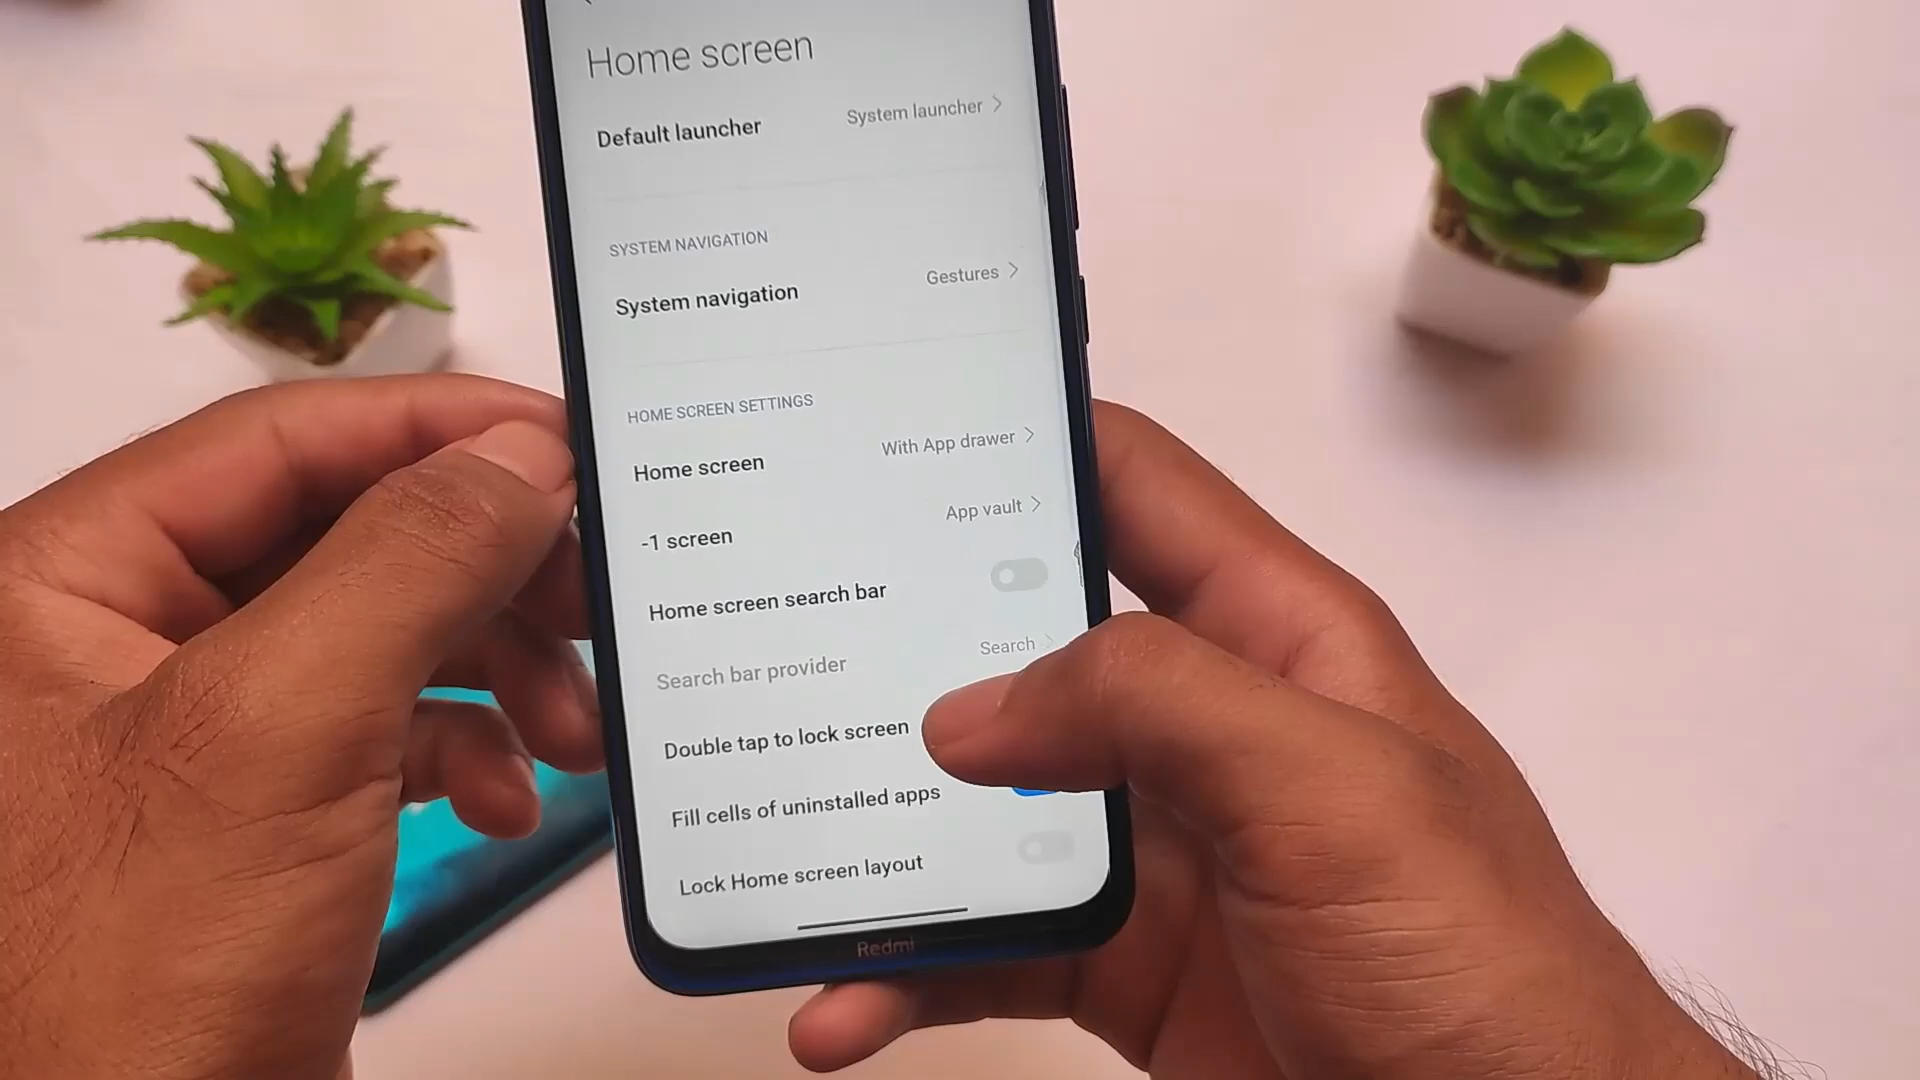 Home screen
Default launcher System launcher
SYSTEM NAVIGATION
System navigation Gestures
HOME SCREEN SETTINGS
Home screen With App drawer
-1 screen App vault
Home screen search bar
Search bar provider Search
Double tap to lock screen
Fill cells of uninstalled apps
Lock Home screen layout
Redmi